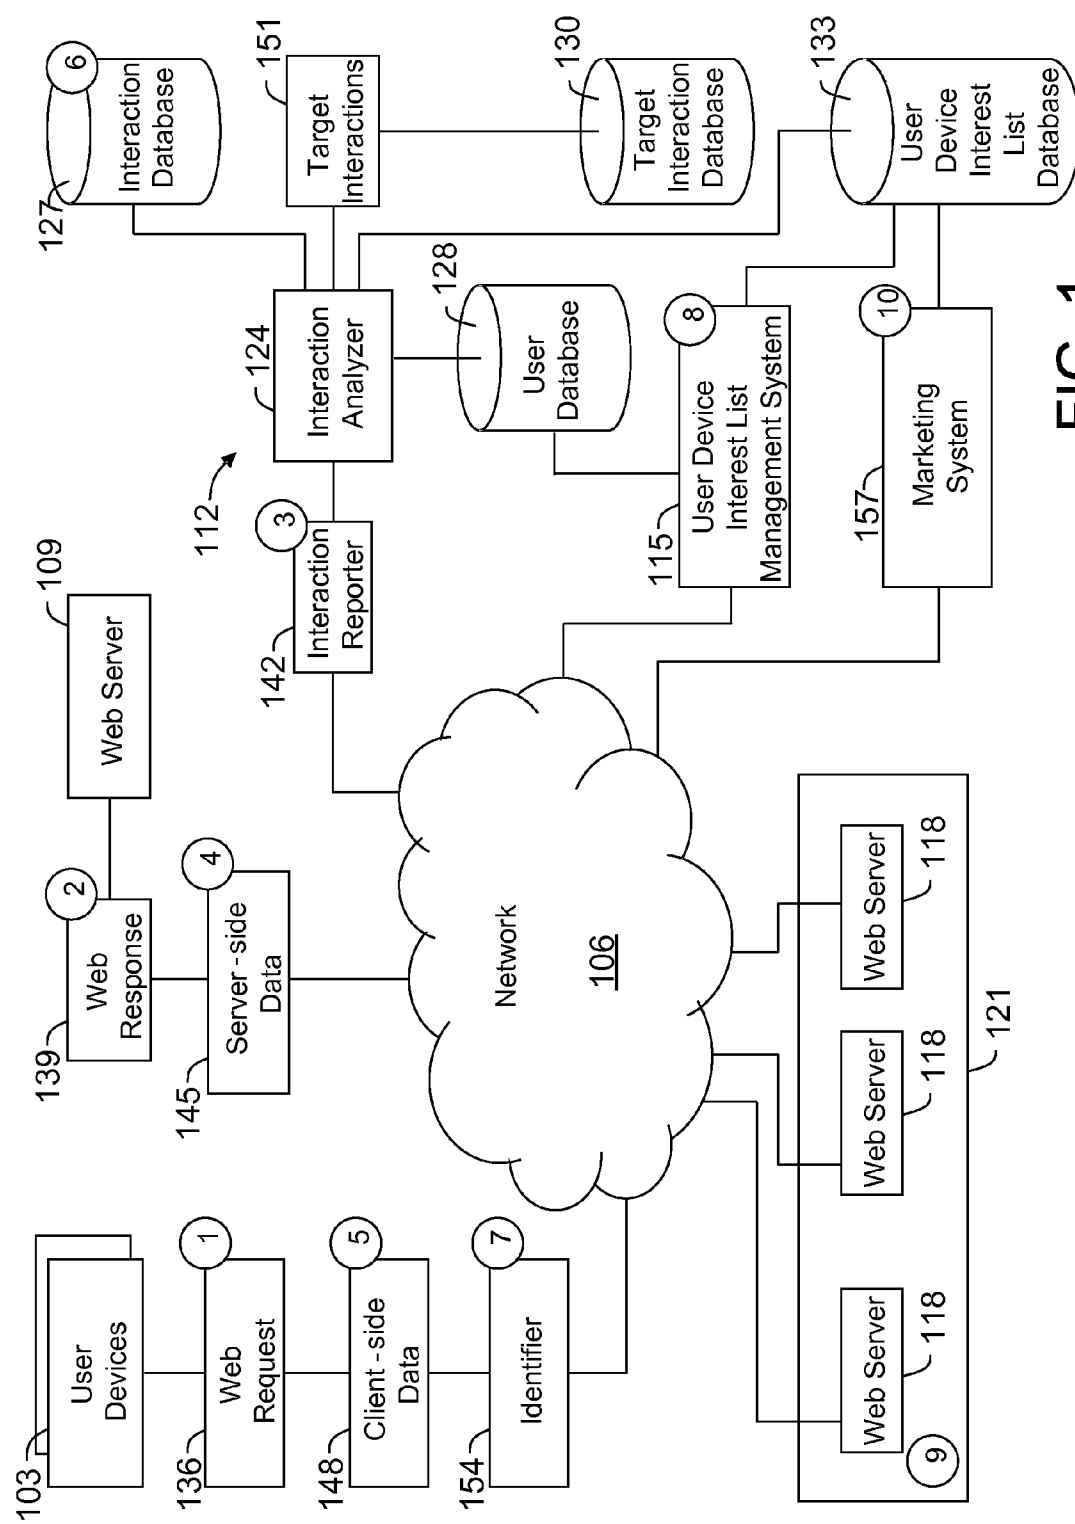 103
User
Devices
136
1
Web
Request
148
5
Client-side
Data
154
7
Identifier
139
2
Web
Response
109
Web Server
145
4
Server-side
Data
112
142
3
Interaction
Reporter
124
Interaction
Analyzer
127
6
Interaction
Database
151
Target
Interactions
128
User
Database
130
Target
Interaction
Database
133
User
Device
Interest
List
Database
Network
106
115
8
User Device
Interest List
Management System
157
10
Marketing
System
9
Web Server
118
Web Server
118
Web Server
118
121
FIG. 1